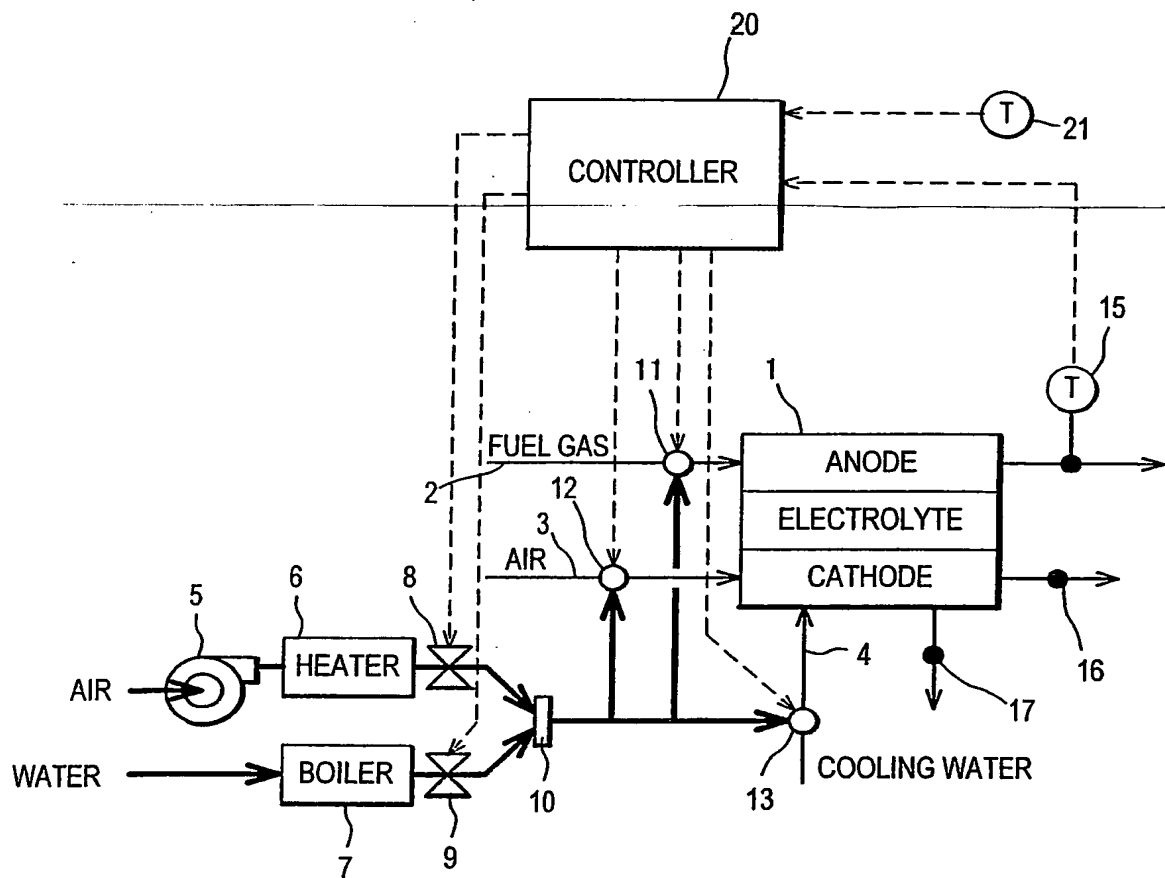 20
T
21
CONTROLLER
15
T
11
1
FUEL GAS
ANODE
2
12
ELECTROLYTE
3
AIR
CATHODE
6
8
5
HEATER
4
16
AIR
17
BOILER
WATER
COOLING WATER
10
13
7
9